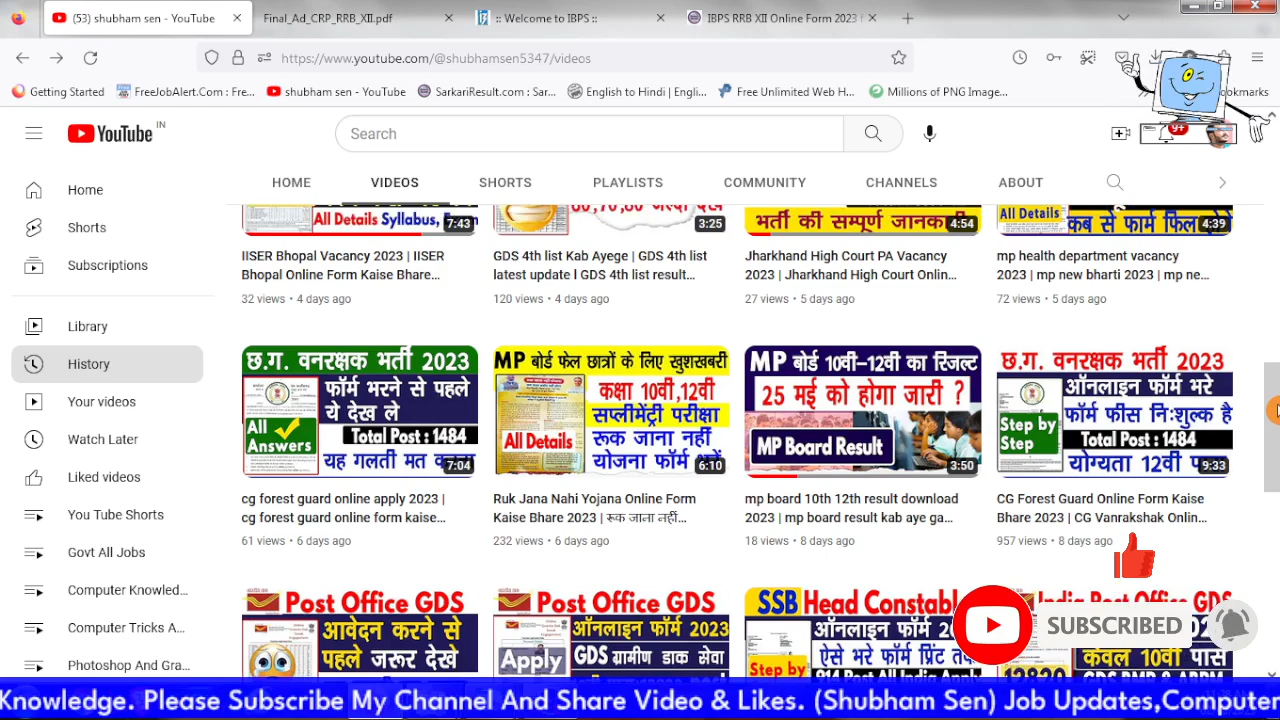 (53) shubham sen - YouTube
Final_Ad_CRP_RRB_XII.pdf
:: Welcome to IBPS ::
IBPS RRB XII Online Form 2023 f
https://www.youtube.com/@shubhamsen5347/videos
Getting Started
FreeJobAlert.Com : Fre...
shubham sen - YouTube
SarkariResult.com : Sar...
English to Hindi | Engli...
Free Unlimited Web H...
Millions of PNG Image...
ookmarks
YouTube IN
Search
9+
HOME
VIDEOS
SHORTS
PLAYLISTS
COMMUNITY
CHANNELS
ABOUT
Home
Shorts
Subscriptions
Library
History
Your videos
Watch Later
Liked videos
You Tube Shorts
Govt All Jobs
Computer Knowled...
Computer Tricks A...
Photoshop And Gra...
All Details Syllabus,
7:43
3:25
भर्ती की सम्पूर्ण
4:54
All Details
कब से फार्म
4:39
IISER Bhopal Vacancy 2023 | IISER
Bhopal Online Form Kaise Bhare...
32 views • 4 days ago
GDS 4th list Kab Ayege | GDS 4th list
latest update I GDS 4th list result...
120 views • 4 days ago
Jharkhand High Court PA Vacancy
2023 | Jharkhand High Court Onlin...
27 views • 5 days ago
mp health department vacancy
2023 | mp new bharti 2023 | mp ne...
72 views • 5 days ago
छ.ग. वनरक्षक भर्ती 2023
फॉर्म भरने से पहले
ये देख ले
All
Answers
Total Post : 1484
यह गलती मत
7:04
MP बोर्ड फेल छात्रों के लिए खुशखबरी
कक्षा 10वीं,12वी
सप्लीमेंट्री परीक्षा
All Details
रूक जाना नहीं
योजना फॉर्म
6:10
MP बोर्ड 10वीं-12वीं का रिजल्ट
25 मई को होगा जारी ?
MP Board Result
3:50
छ.ग. वनरक्षक भर्ती 2023
ऑनलाइन फॉर्म भरे
फॉर्म फीस निःशुल्क है
Step by
Step
Total Post : 1484
योग्यता 12वीं
9:33
cg forest guard online apply 2023 |
cg forest guard online form kaise...
61 views • 6 days ago
Ruk Jana Nahi Yojana Online Form
Kaise Bhare 2023 | रूक जाना नहीं...
232 views • 6 days ago
mp board 10th 12th result download
2023 | mp board result kab aye ga...
18 views • 8 days ago
CG Forest Guard Online Form Kaise
Bhare 2023 | CG Vanrakshak Onlin...
957 views • 8 days ago
Post Office GDS
आवेदन करने से
पहले जरूर देखे
Post Office GDS
ऑनलाइन फॉर्म 2023
Apply
GDS ग्रामीण डाक सेवा
SSB Head
ऑनलाइन फॉर्म
ऐसे भरे फॉर्म प्रिंट
Step by
केवल 10वी पास
SUBSCRIBED
Knowledge. Please Subscribe My Channel And Share Video & Likes. (Shubham Sen) Job Updates,Computer